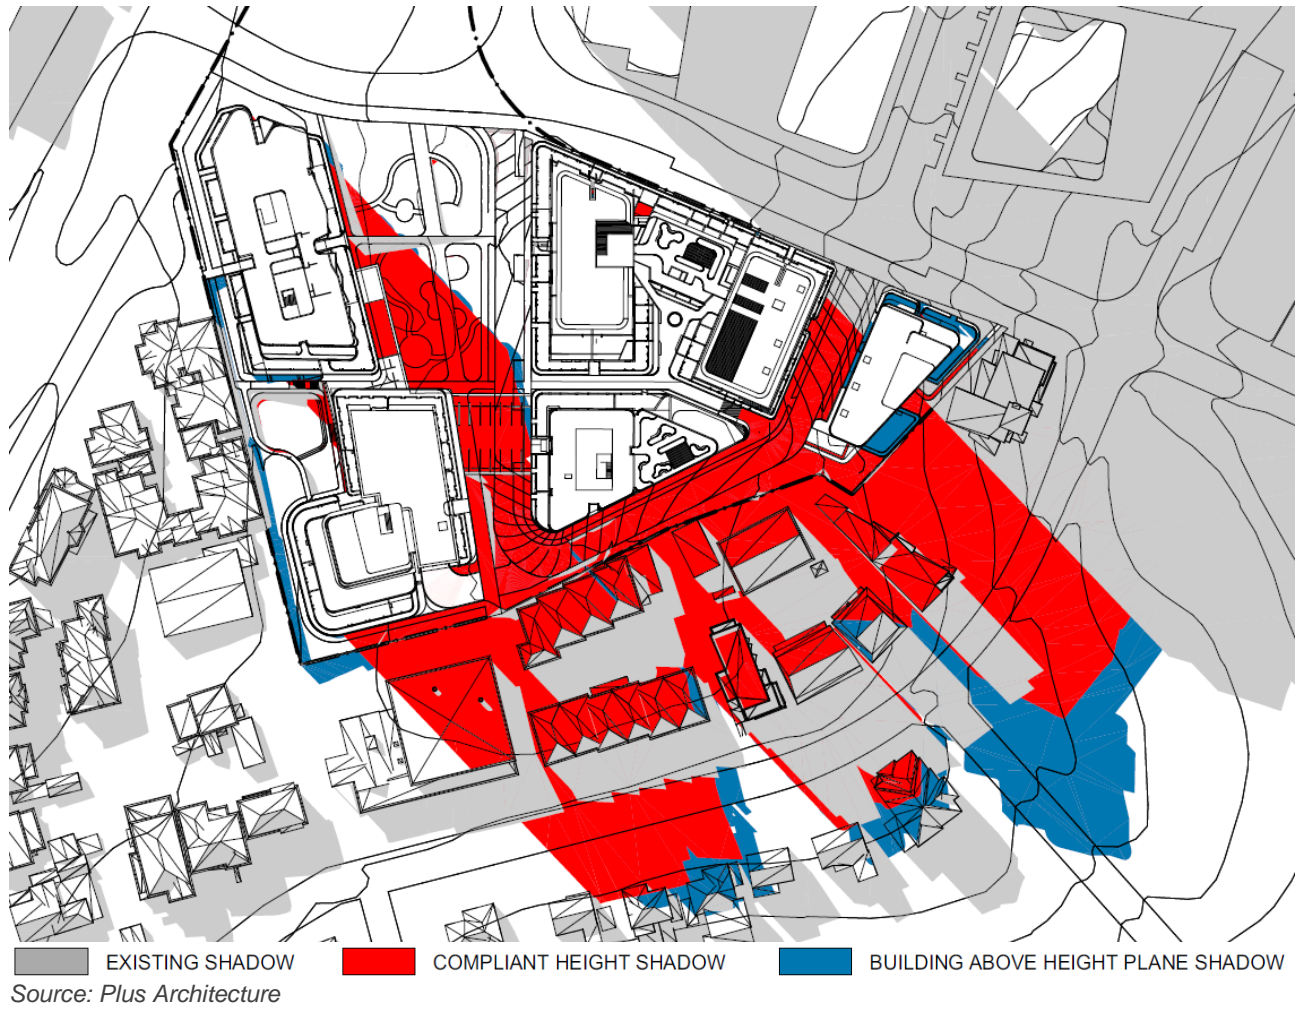 EXISTING SHADOW
COMPLIANT HEIGHT SHADOW
BUILDING ABOVE HEIGHT PLANE SHADOW
Source: Plus Architecture